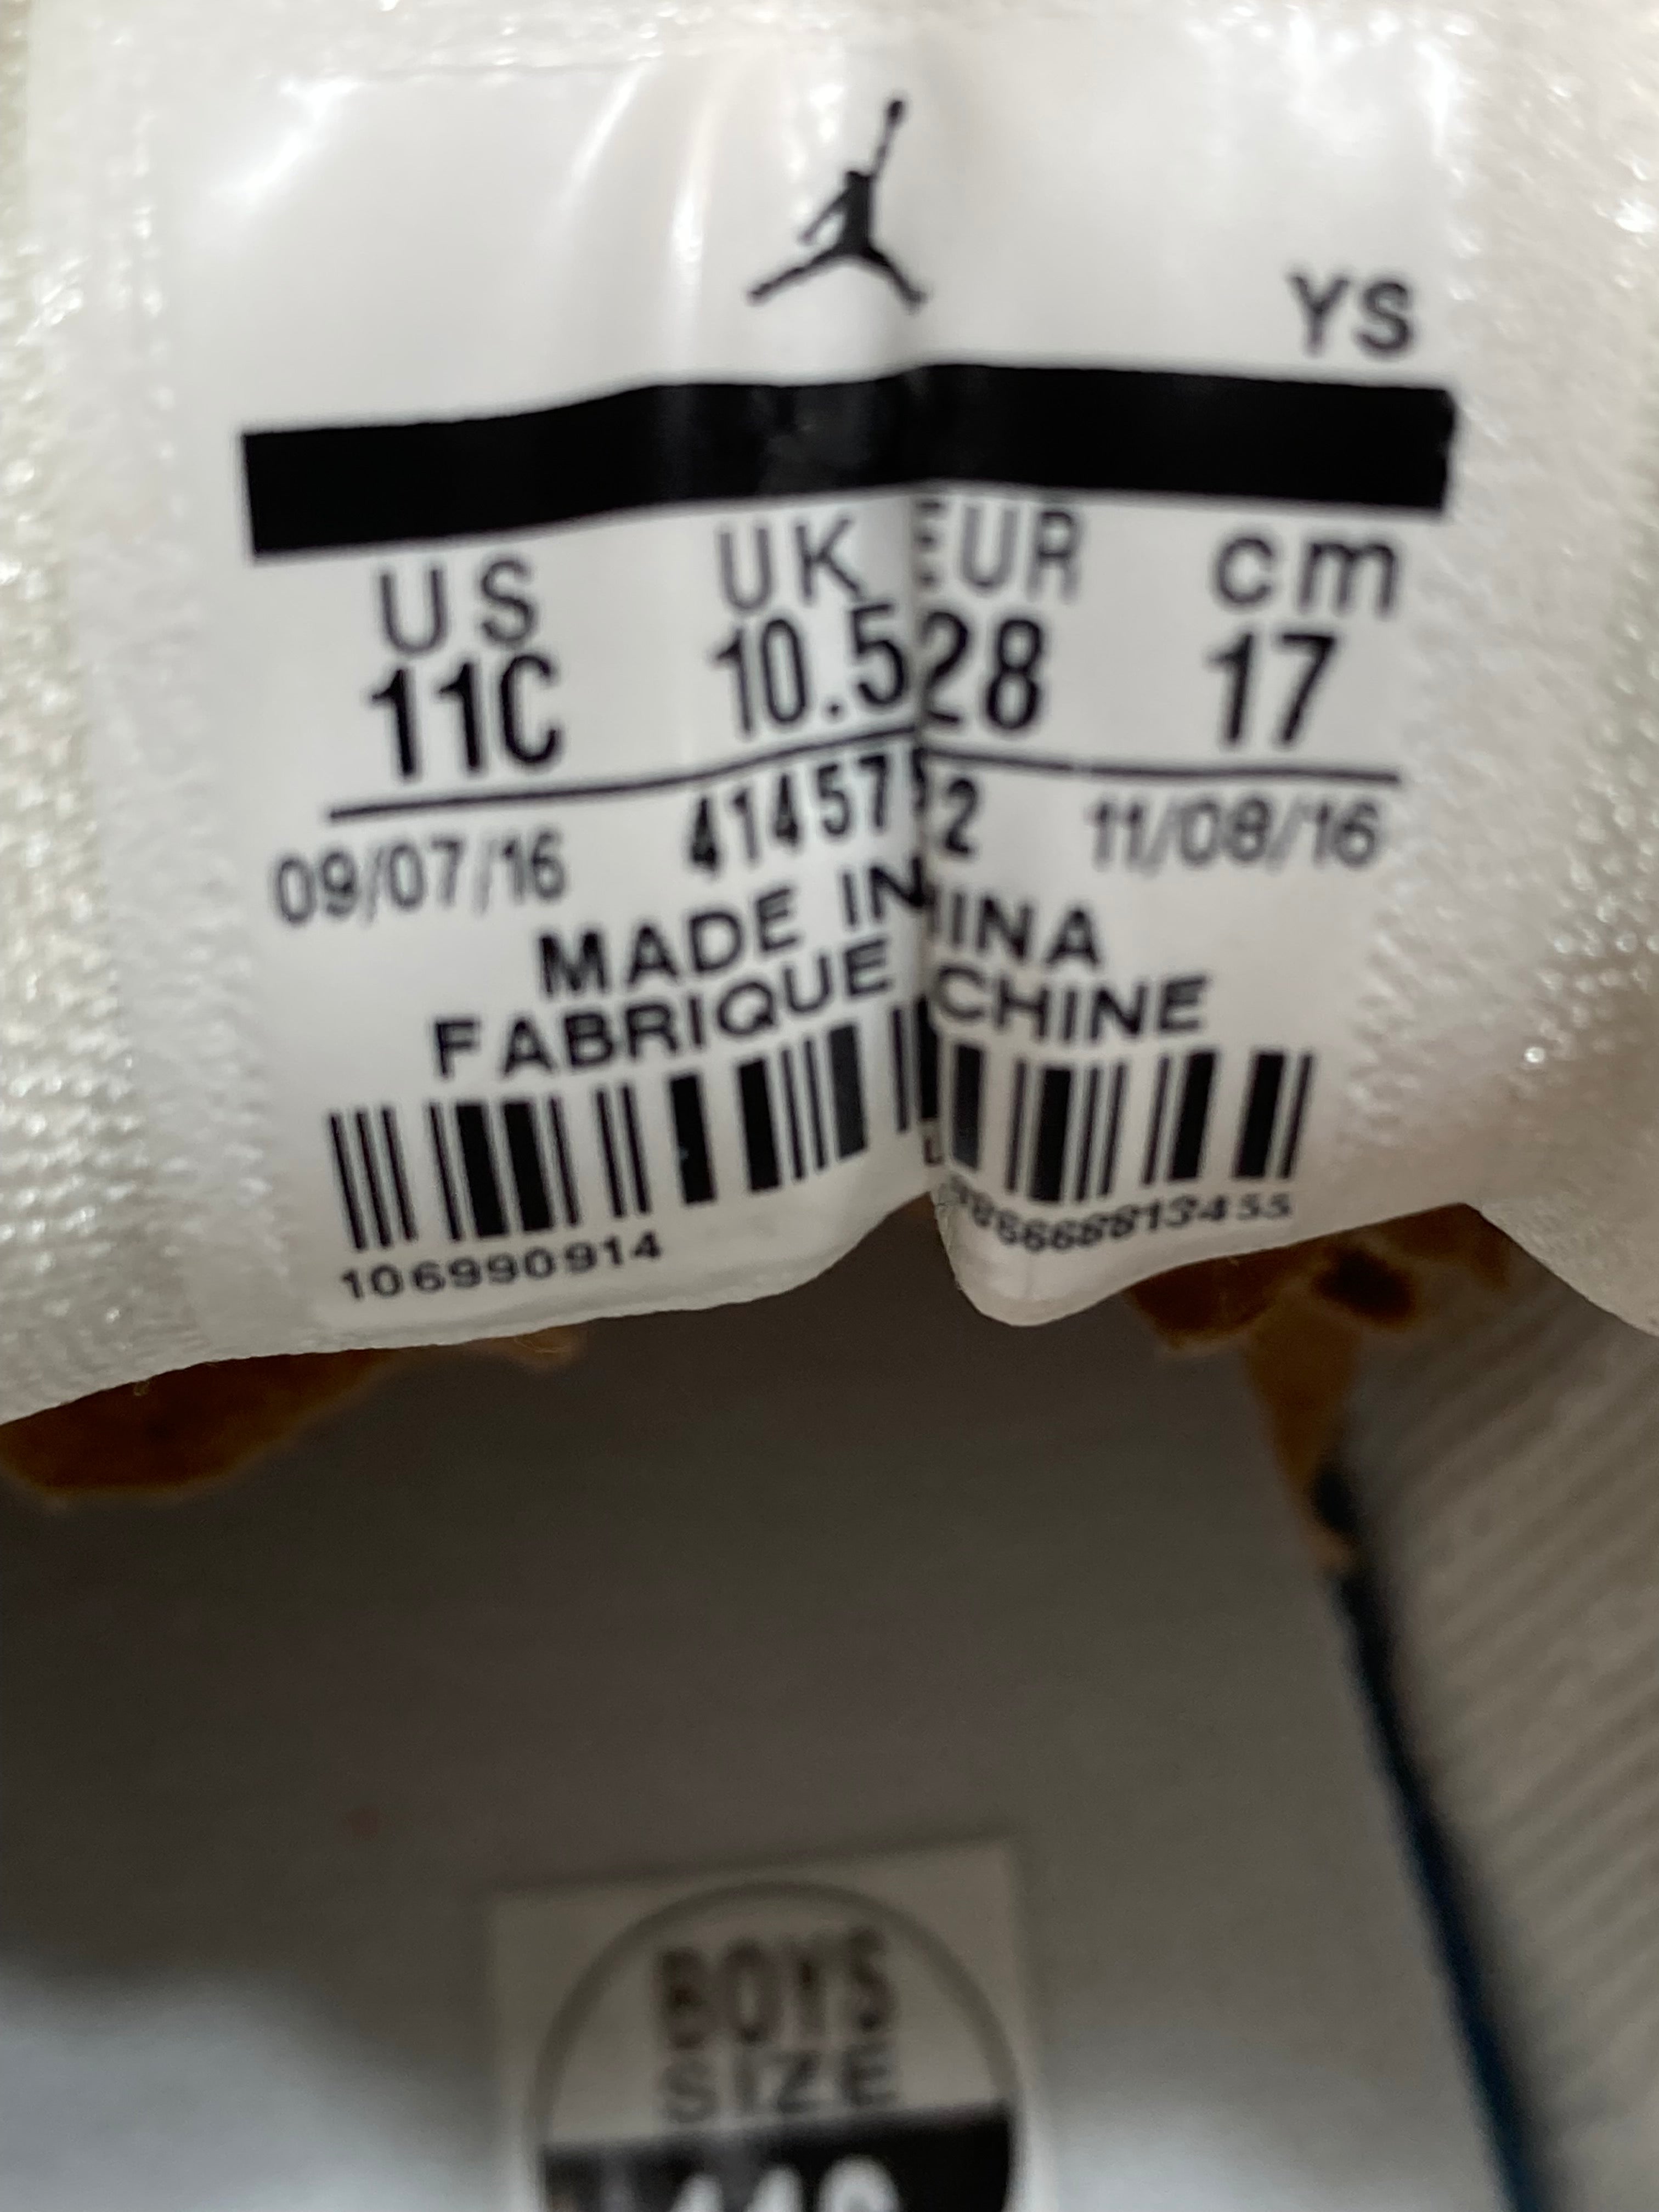 YS
US UK EUR cm
11C 10.5 28 17
09/07/16 11/08/16
MADE IN
FABRIQUE CHINE
106990914
BOYS
SIZE